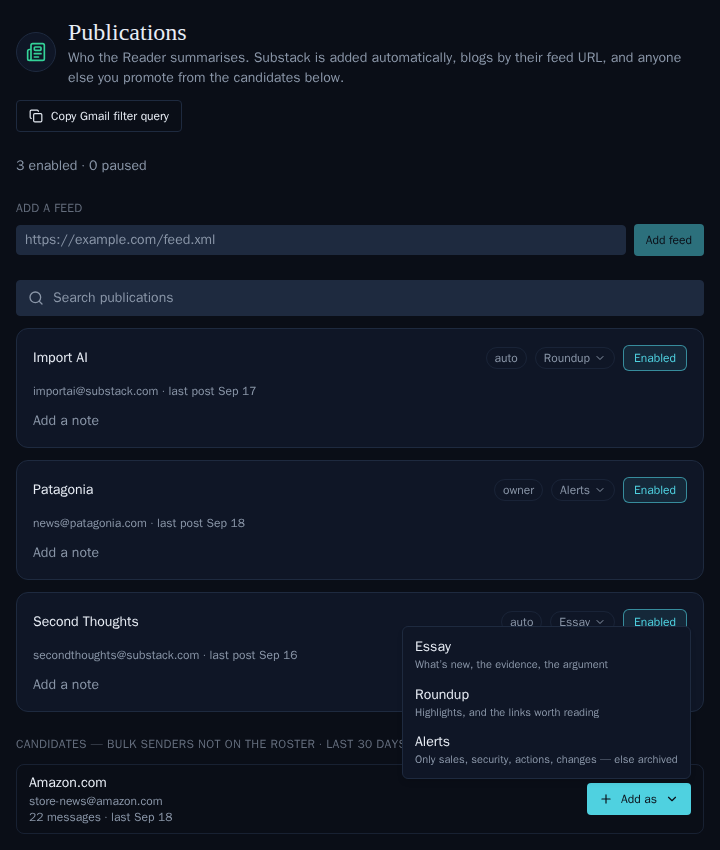 Publications
Who the Reader summarises. Substack is added automatically, blogs by their feed URL, and anyone
else you promote from the candidates below.
Copy Gmail filter query
3 enabled · 0 paused
ADD A FEED
https://example.com/feed.xml
Add feed
Search publications
Import AI
auto
Roundup
Enabled
importai@substack.com · last post Sep 17
Add a note
Patagonia
owner
Alerts
Enabled
news@patagonia.com · last post Sep 18
Add a note
Second Thoughts
auto
Essay
Enabled
secondthoughts@substack.com · last post Sep 16
Add a note
Essay
What's new, the evidence, the argument
Roundup
Highlights, and the links worth reading
Alerts
Only sales, security, actions, changes — else archived
CANDIDATES — BULK SENDERS NOT ON THE ROSTER · LAST 30 DAYS
Amazon.com
store-news@amazon.com
22 messages · last Sep 18
Add as